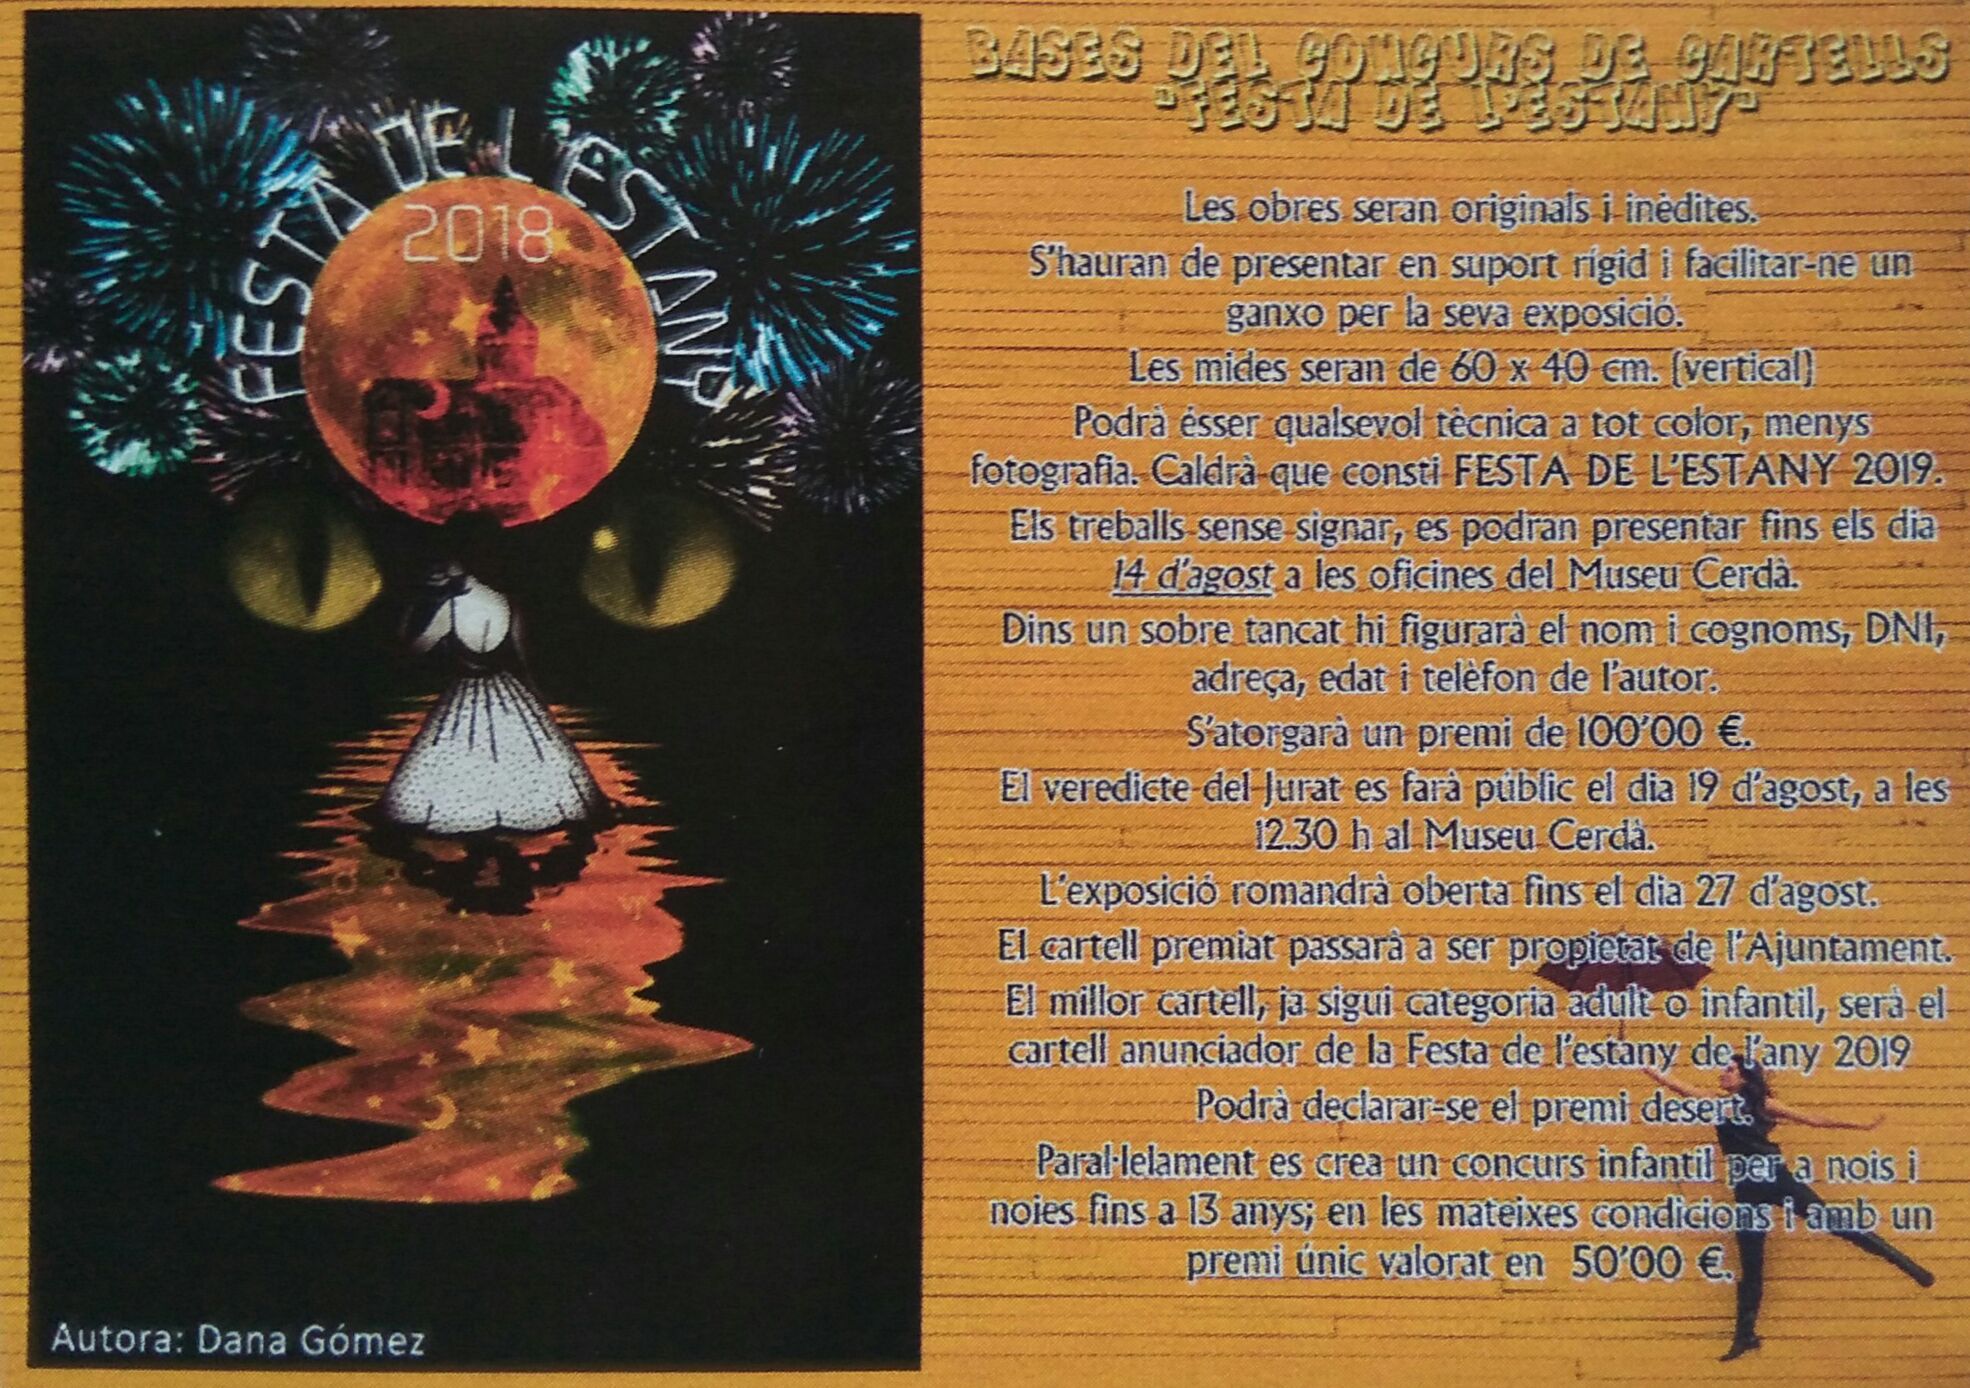 FESTA DE L'ESTANY
2018
Autora: Dana Gómez
BASES DEL CONCURS DE CARTELLS
"FESTA DE L'ESTANY"
Les obres seran originals i inèdites.
S'hauran de presentar en suport rígid i facilitar-ne un
ganxo per la seva exposició.
Les mides seran de 60 x 40 cm. (vertical)
Podrà ésser qualsevol tècnica a tot color, menys
fotografia. Caldrà que consti FESTA DE L'ESTANY 2019.
Els treballs sense signar, es podran presentar fins els dia
14 d'agost a les oficines del Museu Cerdà.
Dins un sobre tancat hi figurarà el nom i cognoms, DNI,
adreça, edat i telèfon de l'autor.
S'atorgarà un premi de 100'00 €.
El veredicte del Jurat es farà públic el dia 19 d'agost, a les
12.30 h al Museu Cerdà.
L'exposició romandrà oberta fins el dia 27 d'agost.
El cartell premiat passarà a ser propietat de l'Ajuntament.
El millor cartell, ja sigui categoria adult o infantil, serà el
cartell anunciador de la Festa de l'estany de l'any 2019
Podrà declarar-se el premi desert.
Paral·lelament es crea un concurs infantil per a nois i
noies fins a 13 anys; en les mateixes condicions i amb un
premi únic valorat en 50'00 €.